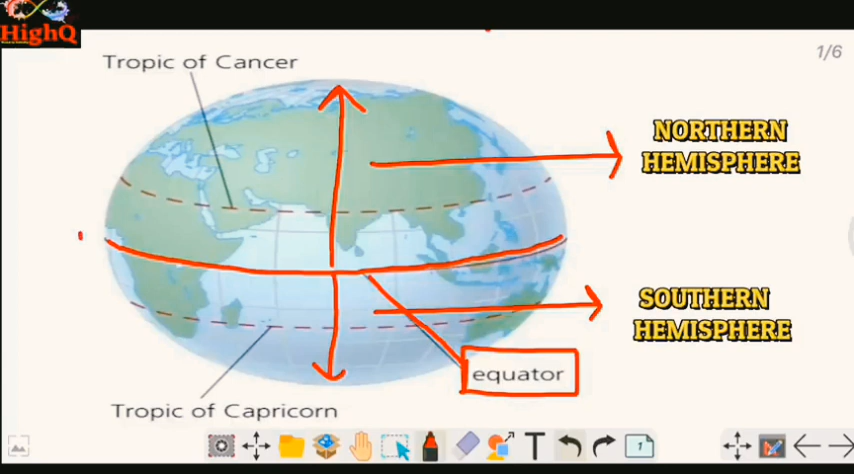 HighQ
Tropic of Cancer
1/6
NORTHERN
HEMISPHERE
SOUTHERN
HEMISPHERE
equator
Tropic of Capricorn
T
1